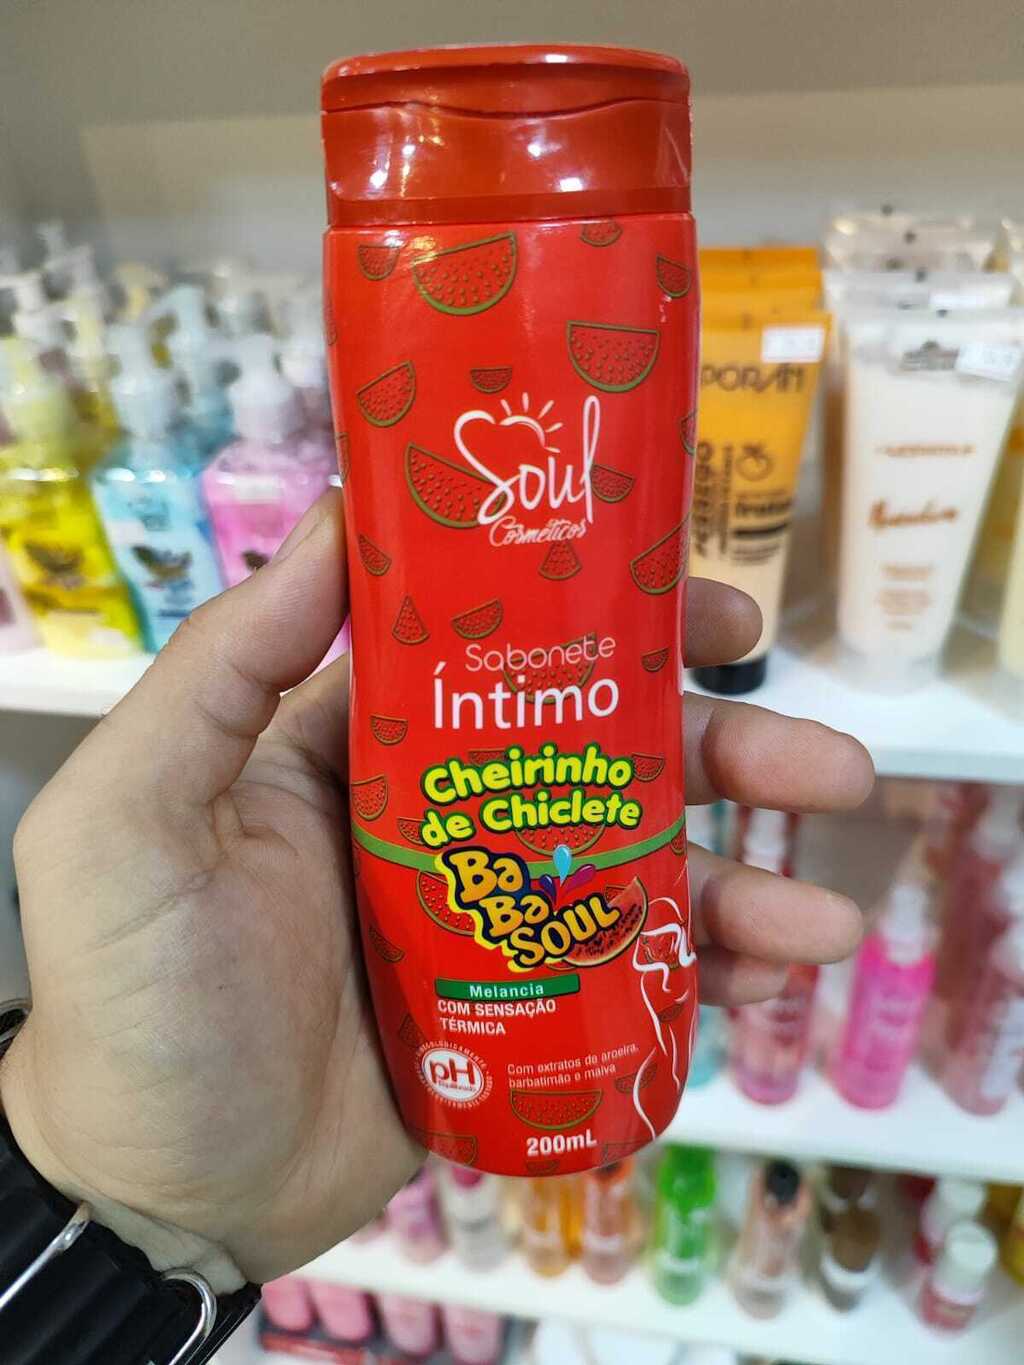 Soul
Cosméticos
Sabonete
Íntimo
Cheirinho
de Chiclete
Ba
Ba
SOUL
Melancia
COM SENSAÇÃO
TÉRMICA
pH
Com extratos de aroeira,
barbatimão e malva
200mL